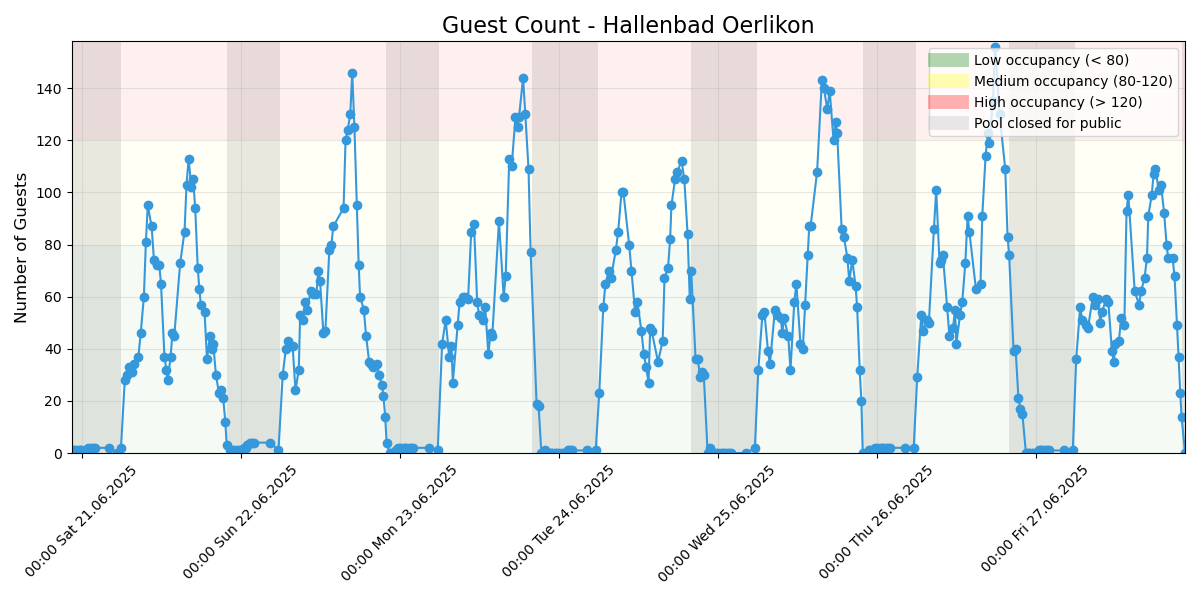 Guest Count - Hallenbad Oerlikon
Low occupancy (< 80)
Medium occupancy (80-120)
High occupancy (> 120)
Pool closed for public
Number of Guests
140
120
100
80
60
40
20
0
00:00 Sat 21.06.2025
00:00 Sun 22.06.2025
00:00 Mon 23.06.2025
00:00 Tue 24.06.2025
00:00 Wed 25.06.2025
00:00 Thu 26.06.2025
00:00 Fri 27.06.2025